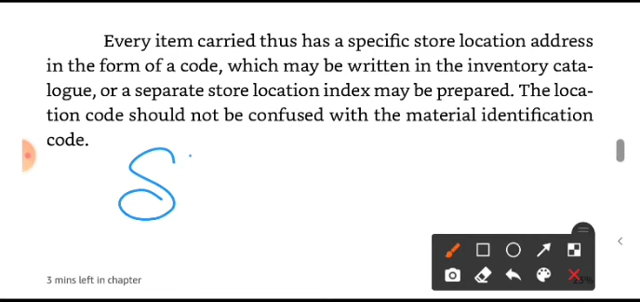 Every item carried thus has a specific store location address
in the form of a code, which may be written in the inventory cata-
logue, or a separate store location index may be prepared. The loca-
tion code should not be confused with the material identification
code.
S
3 mins left in chapter